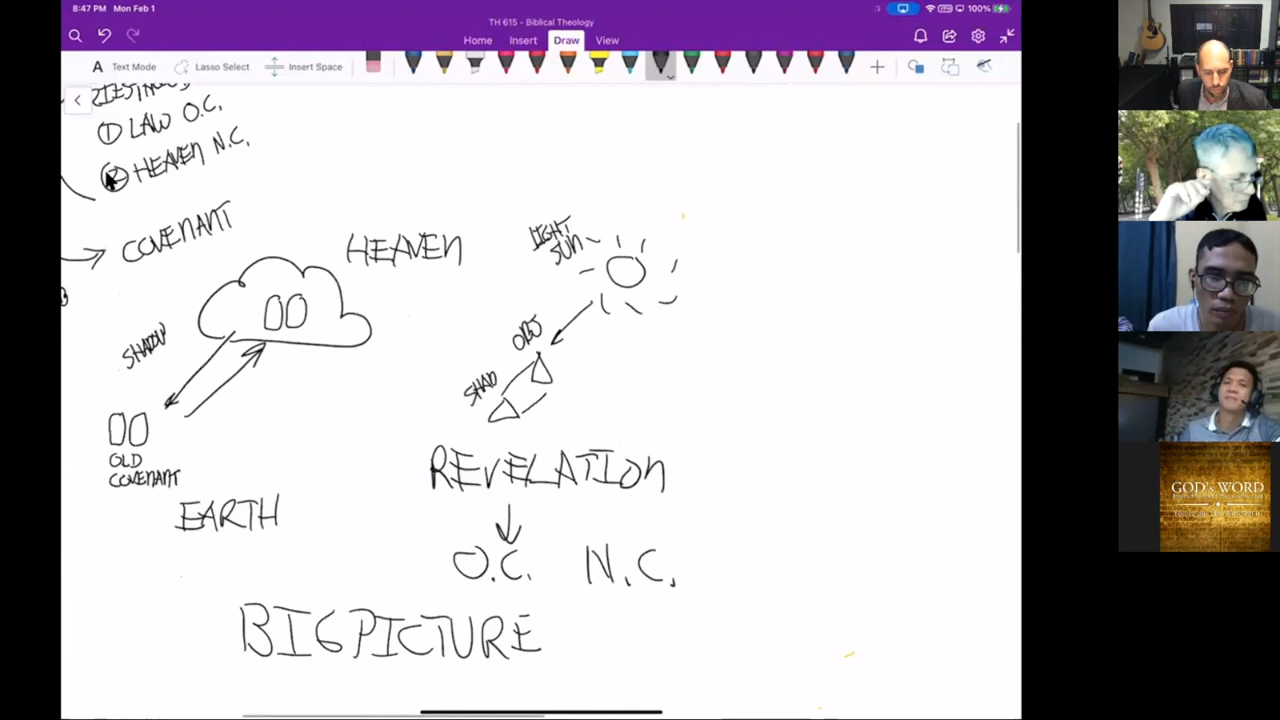 8:47 PM Mon Feb 1
100%
TH 615 - Biblical Theology
Home Insert Draw View
Text Mode Lasso Select Insert Space
① LAW O.C.
② HEAVEN N.C.
COVENANT
HEAVEN
LIGHT
SUN
SHADOW
OBJ
SHAD
OLD
COVENANT
EARTH
REVELATION
O.C. N.C.
BIG PICTURE
GOD's WORD